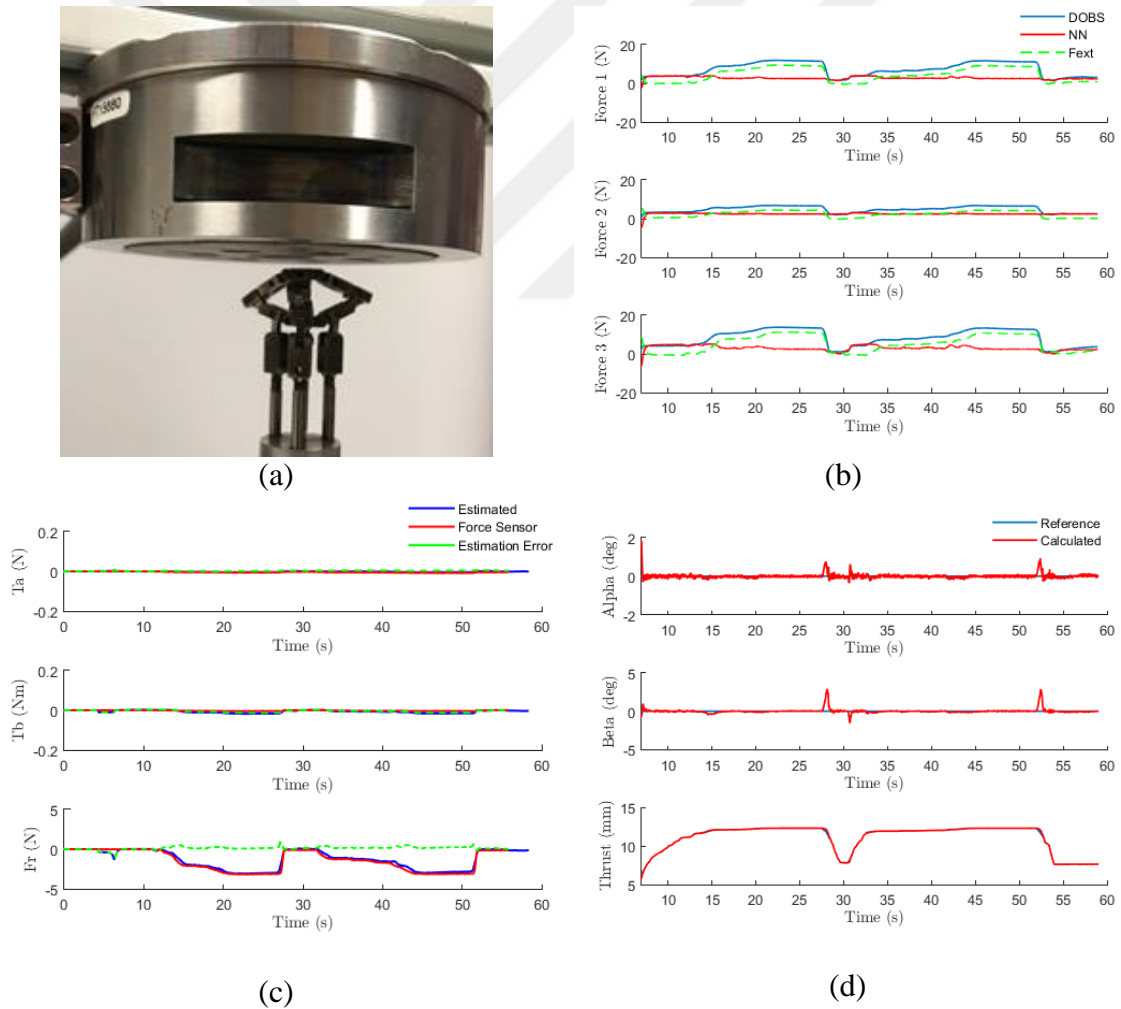 5880
(a)
DOBS
NN
Fext
Force 1 (N)
20
0
-20
10 15 20 25 30 35 40 45 50 55 60
Time (s)
Force 2 (N)
20
0
-20
10 15 20 25 30 35 40 45 50 55 60
Time (s)
Force 3 (N)
20
0
-20
10 15 20 25 30 35 40 45 50 55 60
Time (s)
(b)
Estimated
Force Sensor
Estimation Error
Ta (N)
0.2
0
-0.2
0 10 20 30 40 50 60
Time (s)
Tb (Nm)
0.2
0
-0.2
0 10 20 30 40 50 60
Time (s)
Fr (N)
5
0
-5
0 10 20 30 40 50 60
Time (s)
(c)
Reference
Calculated
Alpha (deg)
2
0
-2
10 15 20 25 30 35 40 45 50 55 60
Time (s)
Beta (deg)
5
0
-5
10 15 20 25 30 35 40 45 50 55 60
Time (s)
Thrust (mm)
15
10
5
10 15 20 25 30 35 40 45 50 55 60
Time (s)
(d)